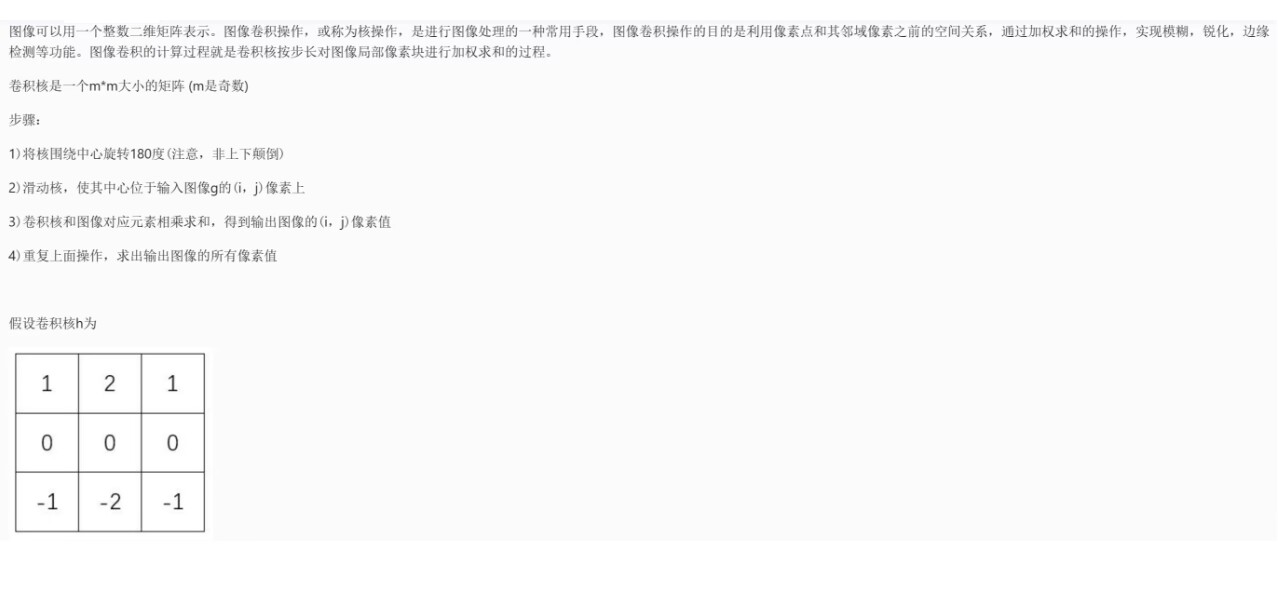 图像可以用一个整数二维矩阵表示。图像卷积操作，或称为核操作，是进行图像处理的一种常用手段，图像卷积操作的目的是利用像素点和其邻域像素之前的空间关系，通过加权求和的操作，实现模糊，锐化，边缘
检测等功能。图像卷积的计算过程就是卷积核按步长对图像局部像素块进行加权求和的过程。
卷积核是一个m*m大小的矩阵 (m是奇数)
步骤：
1)将核围绕中心旋转180度(注意，非上下颠倒)
2)滑动核，使其中心位于输入图像g的(i，j)像素上
3)卷积核和图像对应元素相乘求和，得到输出图像的(i，j)像素值
4)重复上面操作，求出输出图像的所有像素值
假设卷积核h为
1 2 1
0 0 0
-1 -2 -1